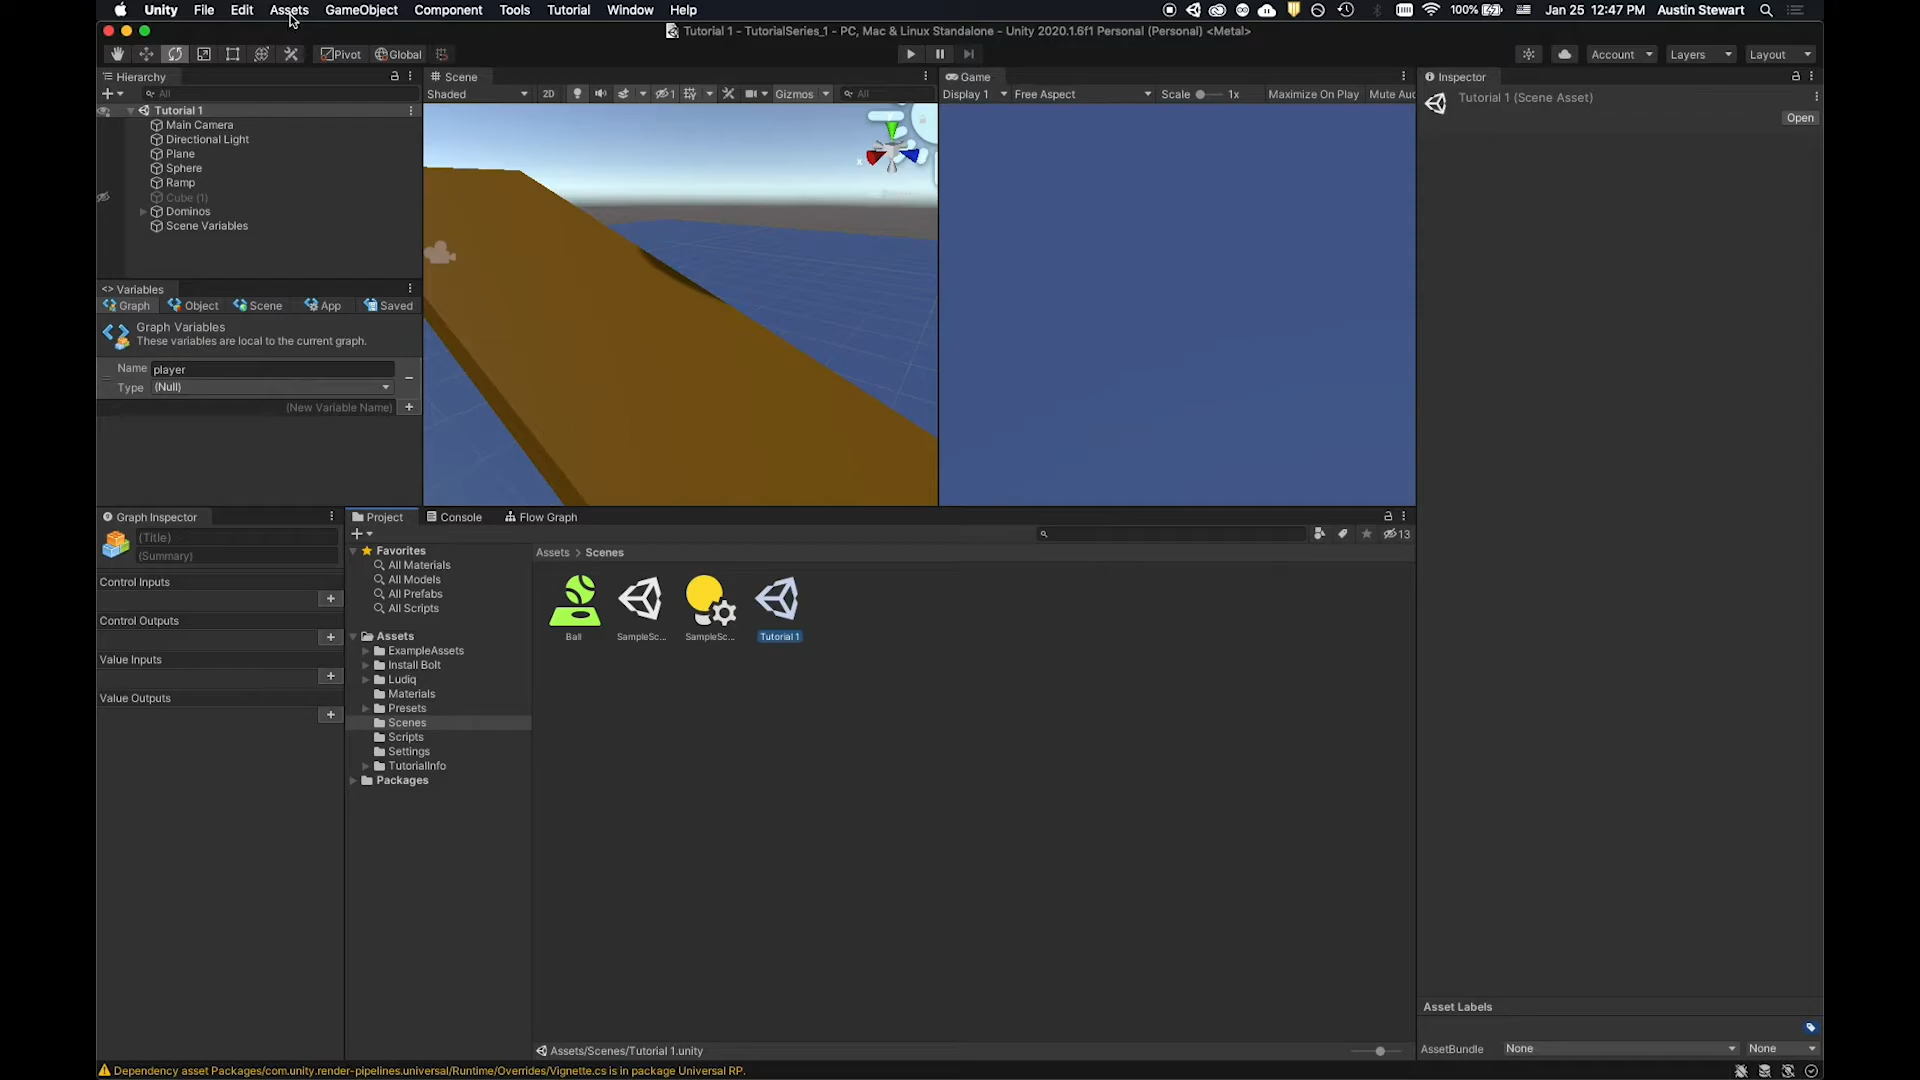 Unity File Edit Assets GameObject Component Tools Tutorial Window Help 100% Jan 25 12:47 PM Austin Stewart
Tutorial 1 - TutorialSeries_1 - PC, Mac & Linux Standalone - Unity 2020.1.6f1 Personal (Personal) <Metal>
Pivot Global Account Layers Layout
Hierarchy
All
Tutorial 1
Main Camera
Directional Light
Plane
Sphere
Ramp
Cube (1)
Dominos
Scene Variables
Scene
Shaded 2D 1 Gizmos All
x
Game
Display 1 Free Aspect Scale 1x Maximize On Play Mute Auc
Inspector
Tutorial 1 (Scene Asset)
Open
<> Variables
Graph Object Scene App Saved
Graph Variables
These variables are local to the current graph.
Name player
Type (Null)
(New Variable Name)
Graph Inspector
(Title)
(Summary)
Control Inputs
Control Outputs
Value Inputs
Value Outputs
Project Console Flow Graph
13
Favorites
All Materials
All Models
All Prefabs
All Scripts
Assets
ExampleAssets
Install Bolt
Ludiq
Materials
Presets
Scenes
Scripts
Settings
TutorialInfo
Packages
Assets > Scenes
Ball SampleSc... SampleSc... Tutorial 1
Assets/Scenes/Tutorial 1.unity
Asset Labels
AssetBundle None None
Dependency asset Packages/com.unity.render-pipelines.universal/Runtime/Overrides/Vignette.cs is in package Universal RP.